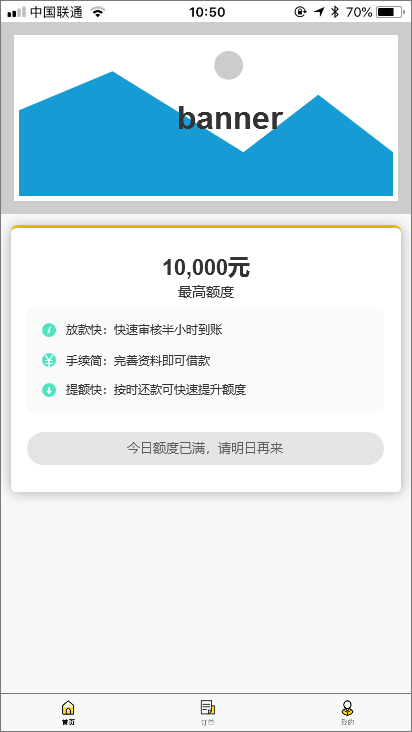 中国联通 10:50 70%
banner
10,000元
最高额度
放款快：快速审核半小时到账
手续简：完善资料即可借款
提额快：按时还款可快速提升额度
今日额度已满，请明日再来
首页 订单 我的